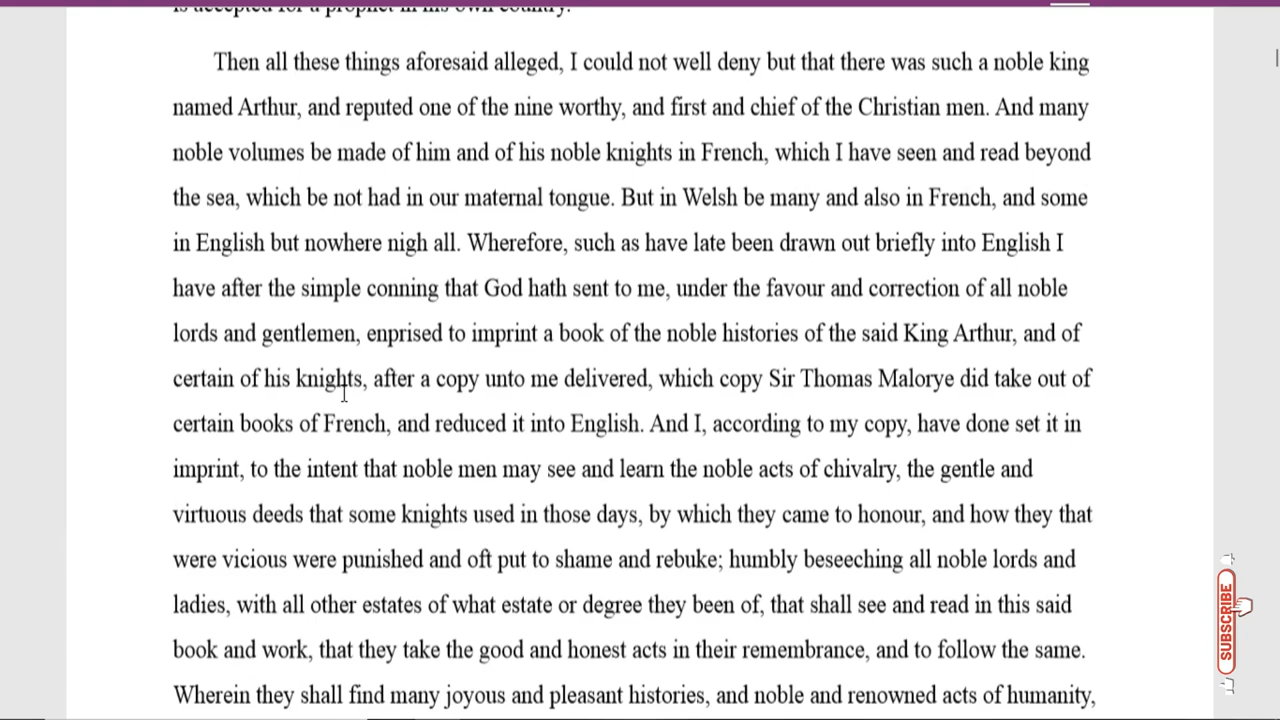 is accepted for a prophet in his own country.
Then all these things aforesaid alleged, I could not well deny but that there was such a noble king
named Arthur, and reputed one of the nine worthy, and first and chief of the Christian men. And many
noble volumes be made of him and of his noble knights in French, which I have seen and read beyond
the sea, which be not had in our maternal tongue. But in Welsh be many and also in French, and some
in English but nowhere nigh all. Wherefore, such as have late been drawn out briefly into English I
have after the simple conning that God hath sent to me, under the favour and correction of all noble
lords and gentlemen, enprised to imprint a book of the noble histories of the said King Arthur, and of
certain of his knights, after a copy unto me delivered, which copy Sir Thomas Malorye did take out of
certain books of French, and reduced it into English. And I, according to my copy, have done set it in
imprint, to the intent that noble men may see and learn the noble acts of chivalry, the gentle and
virtuous deeds that some knights used in those days, by which they came to honour, and how they that
were vicious were punished and oft put to shame and rebuke; humbly beseeching all noble lords and
ladies, with all other estates of what estate or degree they been of, that shall see and read in this said
book and work, that they take the good and honest acts in their remembrance, and to follow the same.
Wherein they shall find many joyous and pleasant histories, and noble and renowned acts of humanity,
SUBSCRIBE